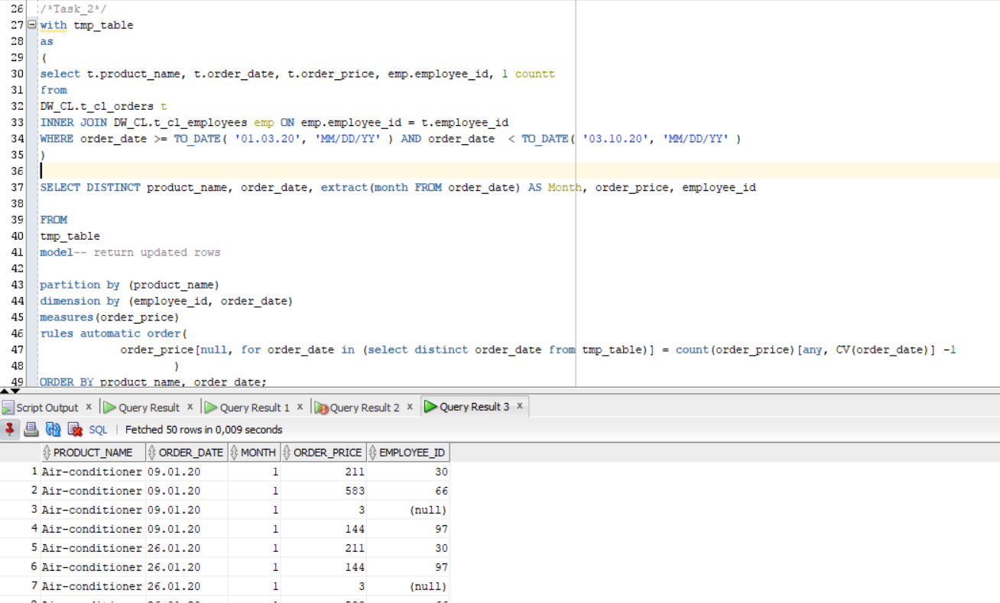 26 /*Task_2*/
27 with tmp_table
28 as
29 (
30 select t.product_name, t.order_date, t.order_price, emp.employee_id, 1 countt
31 from
32 DW_CL.t_cl_orders t
33 INNER JOIN DW_CL.t_cl_employees emp ON emp.employee_id = t.employee_id
34 WHERE order_date >= TO_DATE( '01.03.20', 'MM/DD/YY' ) AND order_date  < TO_DATE( '03.10.20', 'MM/DD/YY' )
35 )
36
37 SELECT DISTINCT product_name, order_date, extract(month FROM order_date) AS Month, order_price, employee_id
38
39 FROM
40 tmp_table
41 model-- return updated rows
42
43 partition by (product_name)
44 dimension by (employee_id, order_date)
45 measures(order_price)
46 rules automatic order(
47 order_price[null, for order_date in (select distinct order_date from tmp_table)] = count(order_price)[any, CV(order_date)] -1
48 )
49 ORDER BY product_name, order_date;
Script Output x Query Result x Query Result 1 x Query Result 2 x Query Result 3 x
SQL | Fetched 50 rows in 0,009 seconds
PRODUCT_NAME ORDER_DATE MONTH ORDER_PRICE EMPLOYEE_ID
1 Air-conditioner 09.01.20 1 211 30
2 Air-conditioner 09.01.20 1 583 66
3 Air-conditioner 09.01.20 1 3 (null)
4 Air-conditioner 09.01.20 1 144 97
5 Air-conditioner 26.01.20 1 211 30
6 Air-conditioner 26.01.20 1 144 97
7 Air-conditioner 26.01.20 1 3 (null)